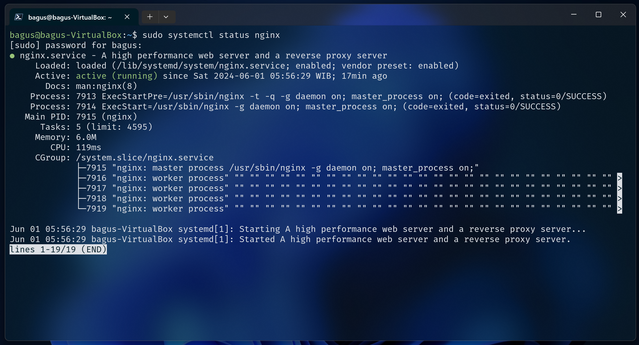 bagus@bagus-VirtualBox: ~
bagus@bagus-VirtualBox:~$ sudo systemctl status nginx
[sudo] password for bagus:
● nginx.service - A high performance web server and a reverse proxy server
Loaded: loaded (/lib/systemd/system/nginx.service; enabled; vendor preset: enabled)
Active: active (running) since Sat 2024-06-01 05:56:29 WIB; 17min ago
Docs: man:nginx(8)
Process: 7913 ExecStartPre=/usr/sbin/nginx -t -q -g daemon on; master_process on; (code=exited, status=0/SUCCESS)
Process: 7914 ExecStart=/usr/sbin/nginx -g daemon on; master_process on; (code=exited, status=0/SUCCESS)
Main PID: 7915 (nginx)
Tasks: 5 (limit: 4595)
Memory: 6.0M
CPU: 119ms
CGroup: /system.slice/nginx.service
├─7915 "nginx: master process /usr/sbin/nginx -g daemon on; master_process on;"
├─7916 "nginx: worker process" "" "" "" "" "" "" "" "" "" "" "" "" "" "" "" "" "" "" "" "" "" "" "" "" "" "" >
├─7917 "nginx: worker process" "" "" "" "" "" "" "" "" "" "" "" "" "" "" "" "" "" "" "" "" "" "" "" "" "" "" >
├─7918 "nginx: worker process" "" "" "" "" "" "" "" "" "" "" "" "" "" "" "" "" "" "" "" "" "" "" "" "" "" "" >
└─7919 "nginx: worker process" "" "" "" "" "" "" "" "" "" "" "" "" "" "" "" "" "" "" "" "" "" "" "" "" "" "" >
Jun 01 05:56:29 bagus-VirtualBox systemd[1]: Starting A high performance web server and a reverse proxy server...
Jun 01 05:56:29 bagus-VirtualBox systemd[1]: Started A high performance web server and a reverse proxy server.
lines 1-19/19 (END)